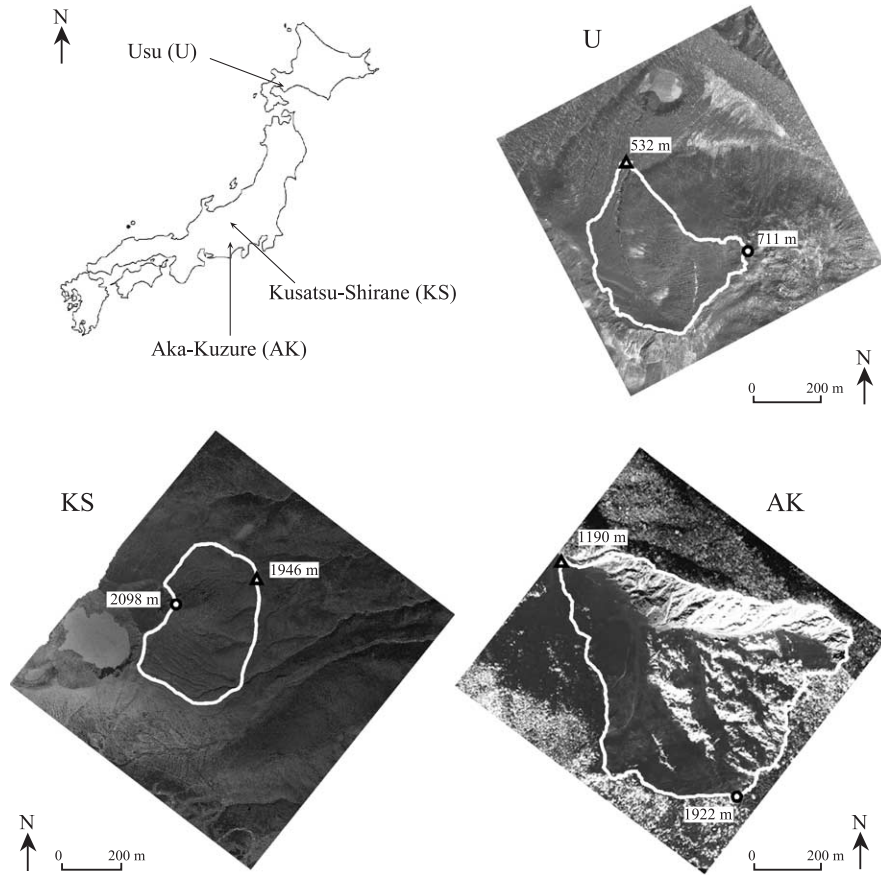 N
Usu (U)
Kusatsu-Shirane (KS)
Aka-Kuzure (AK)
U
532 m
711 m
N
0 200 m
KS
1946 m
2098 m
N
0 200 m
AK
1190 m
1922 m
N
0 200 m